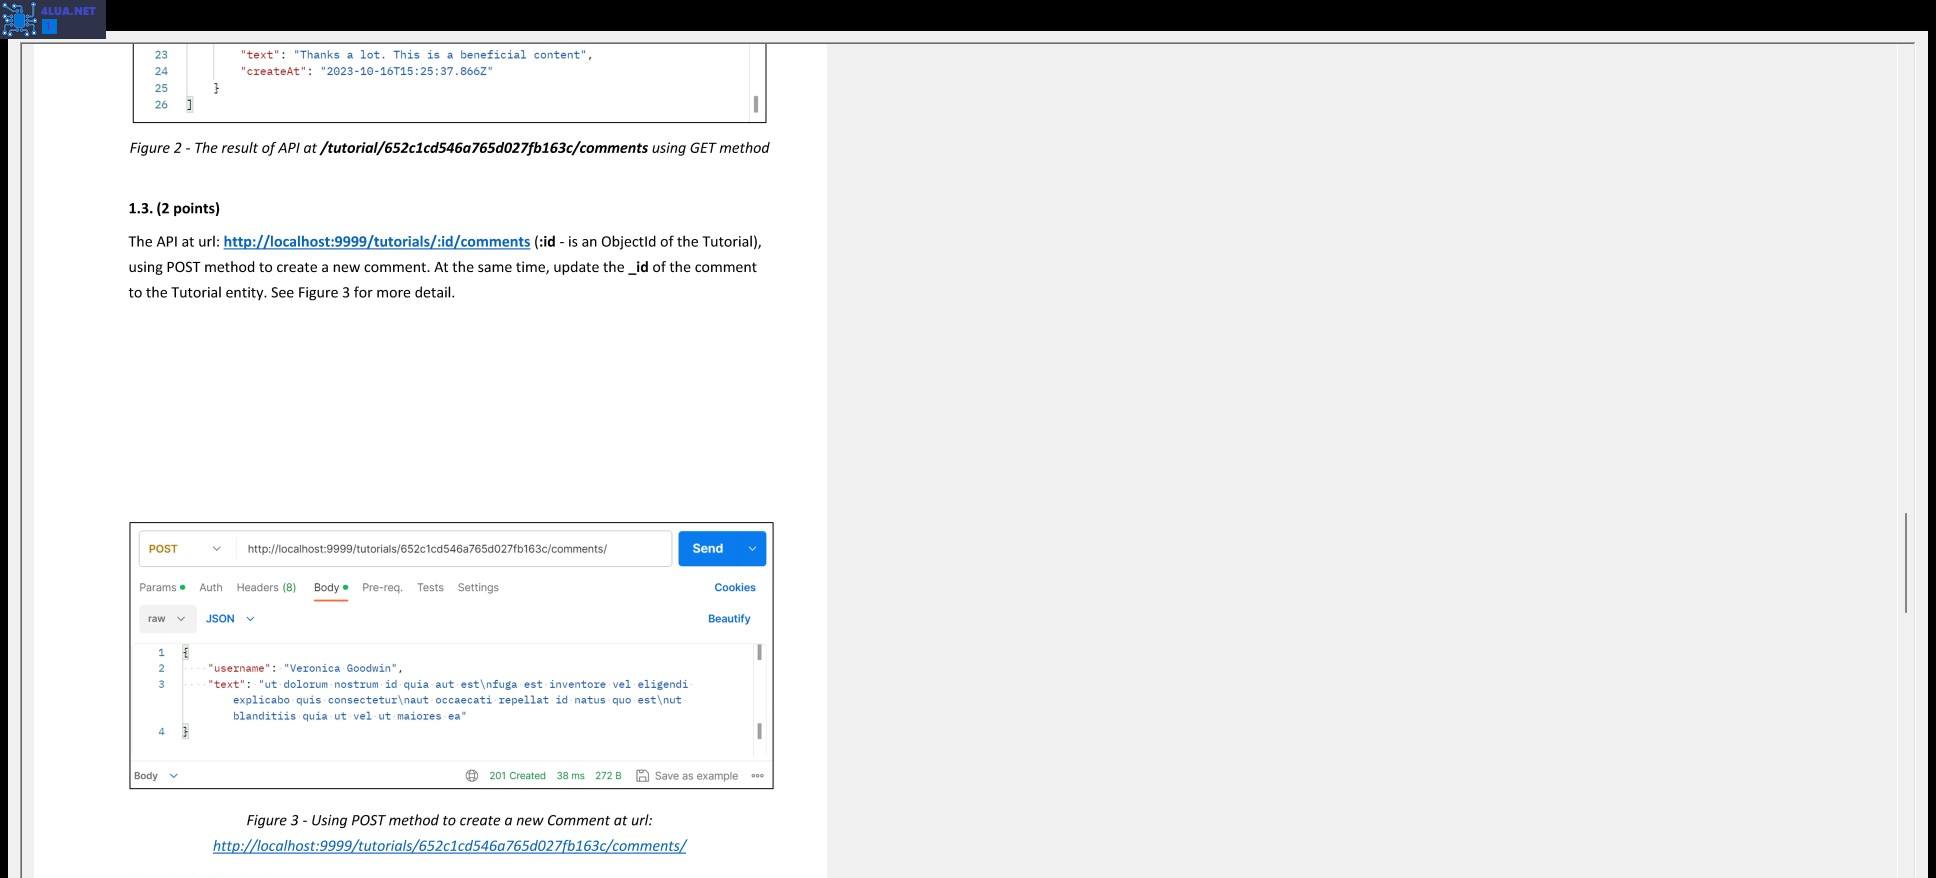 4LUA.NET
23 "text": "Thanks a lot. This is a beneficial content",
24 "createAt": "2023-10-16T15:25:37.866Z"
25 }
26 ]
Figure 2 - The result of API at /tutorial/652c1cd546a765d027fb163c/comments using GET method
1.3. (2 points)
The API at url: http://localhost:9999/tutorials/:id/comments (:id - is an ObjectId of the Tutorial),
using POST method to create a new comment. At the same time, update the _id of the comment
to the Tutorial entity. See Figure 3 for more detail.
POST http://localhost:9999/tutorials/652c1cd546a765d027fb163c/comments/ Send
Params Auth Headers (8) Body Pre-req. Tests Settings Cookies
raw JSON Beautify
1 {
2 "username": "Veronica Goodwin",
3 "text": "ut dolorum nostrum id quia aut est\nfuga est inventore vel eligendi
explicabo quis consectetur\naut occaecati repellat id natus quo est\nut
blanditiis quia ut vel ut maiores ea"
4 }
Body 201 Created 38 ms 272 B Save as example
Figure 3 - Using POST method to create a new Comment at url:
http://localhost:9999/tutorials/652c1cd546a765d027fb163c/comments/